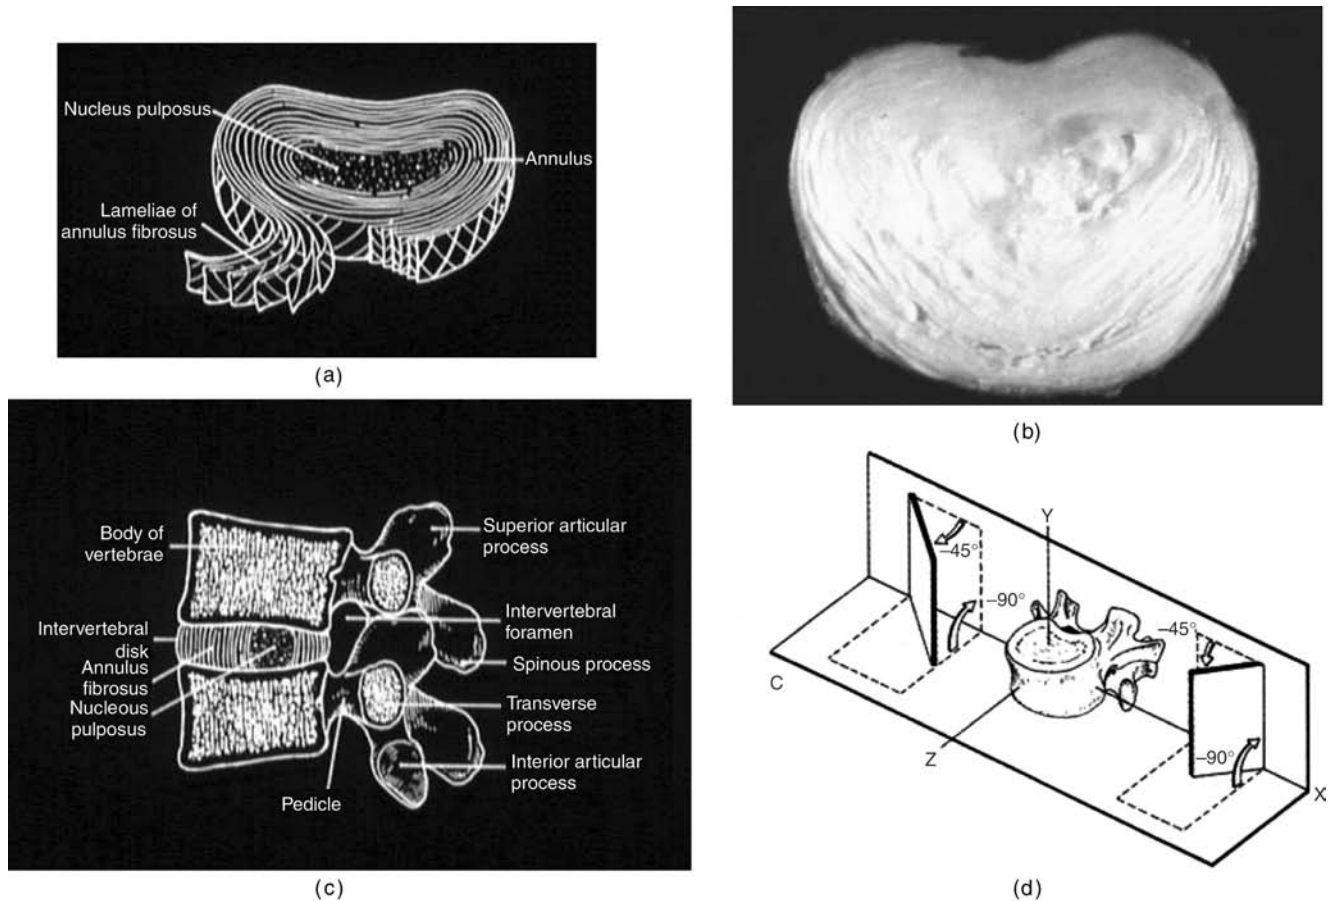 Nucleus pulposus
Annulus
Lameliae of
annulus fibrosus
(a)
(b)
Body of
vertebrae
Intervertebral
disk
Annulus
fibrosus
Nucleous
pulposus
Superior articular
process
Intervertebral
foramen
Spinous process
Transverse
process
Interior articular
process
Pedicle
(c)
Y
–45°
–90°
–45°
–90°
C
Z
X
(d)